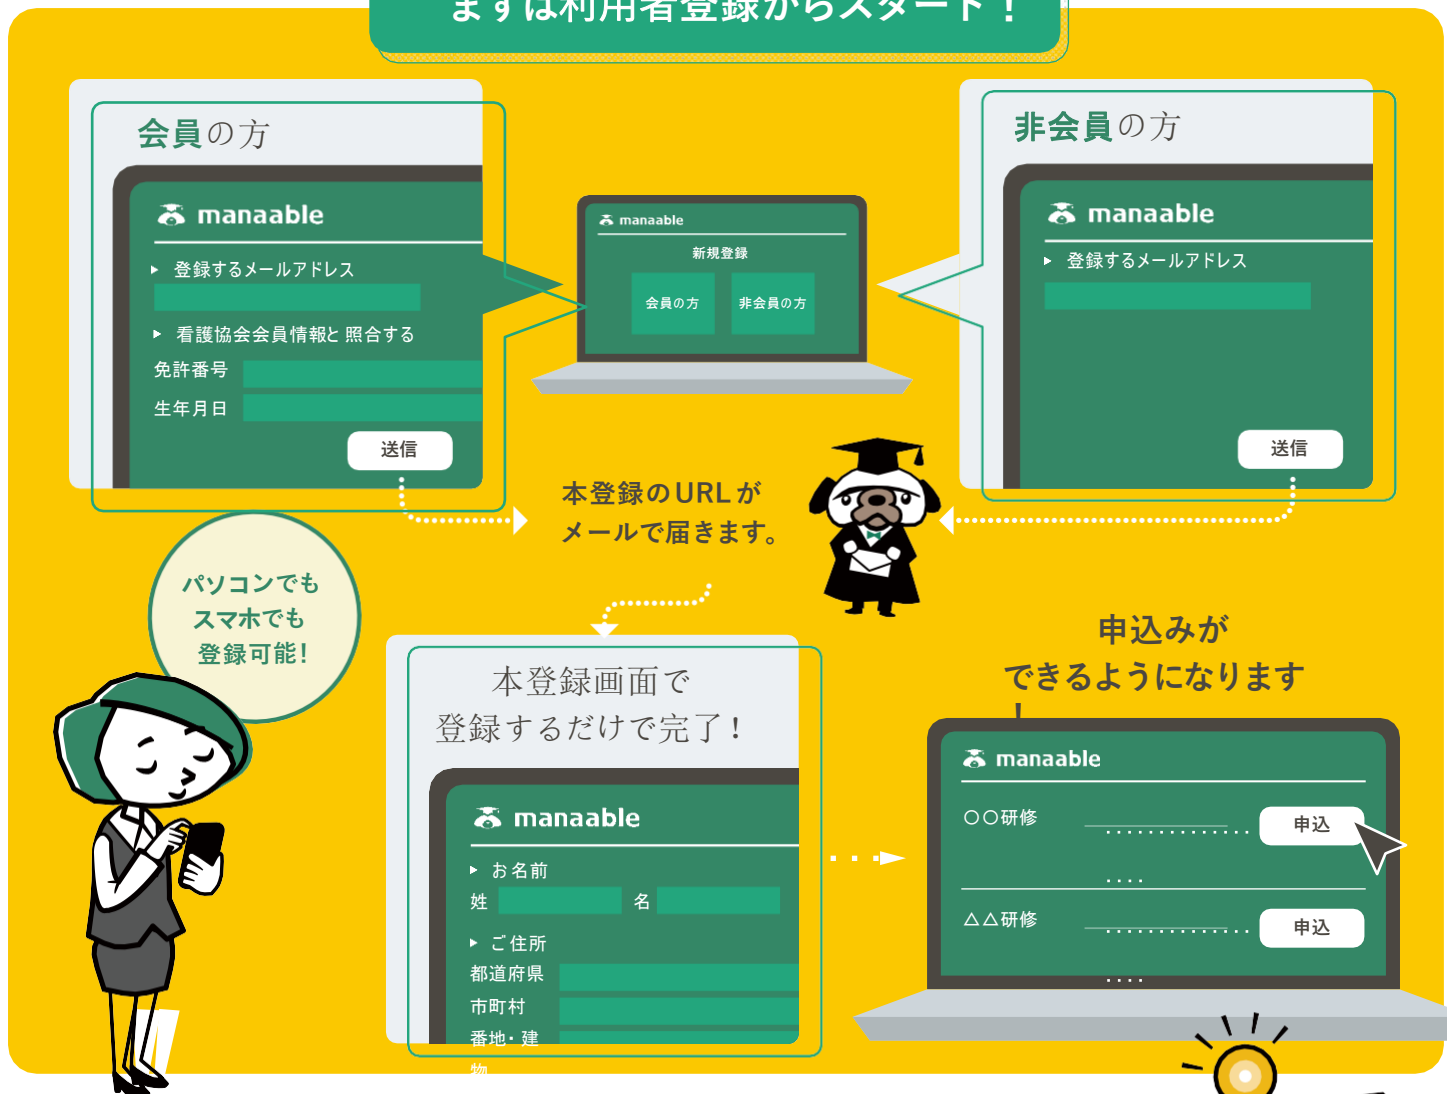 まずは利用者登録からスタート！
会員の方
manaable
登録するメールアドレス
看護協会会員情報と照合する
免許番号
生年月日
送信
manaable
新規登録
会員の方
非会員の方
非会員の方
manaable
登録するメールアドレス
送信
本登録のURLが
メールで届きます。
パソコンでも
スマホでも
登録可能！
本登録画面で
登録するだけで完了！
manaable
お名前
姓
名
ご住所
都道府県
市町村
番地・建
物
申込みが
できるようになります
！
manaable
○○研修
申込
△△研修
申込